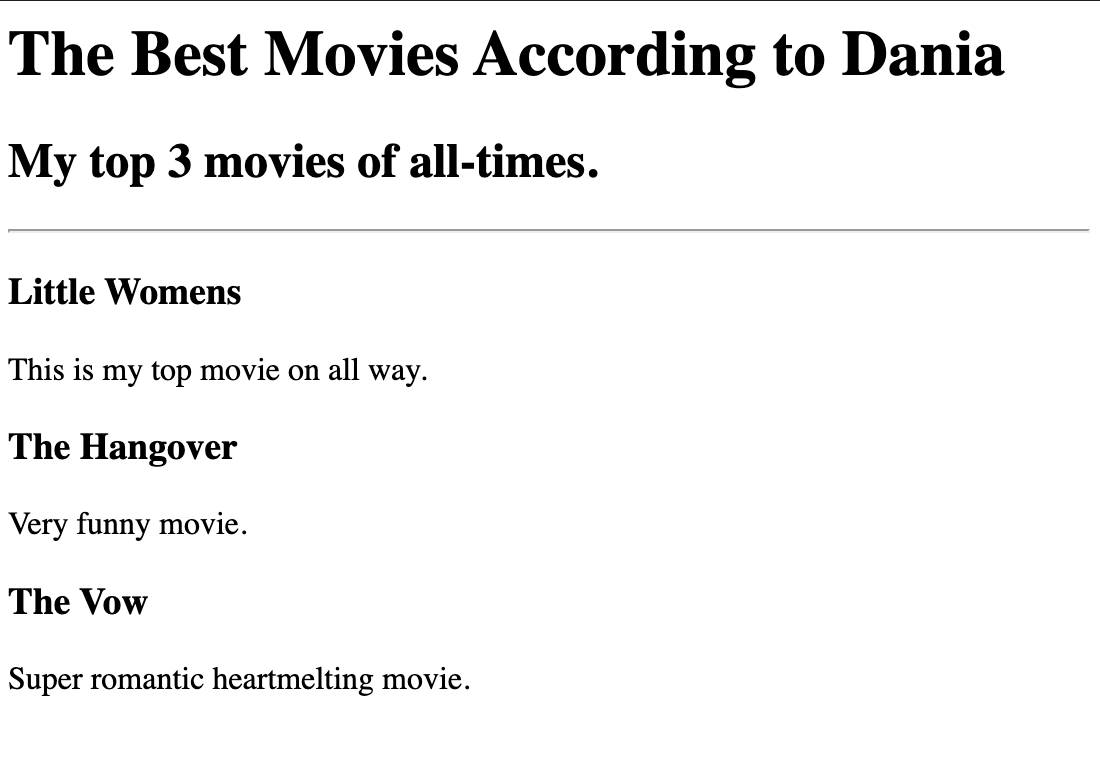 The Best Movies According to Dania
My top 3 movies of all-times.
Little Womens
This is my top movie on all way.
The Hangover
Very funny movie.
The Vow
Super romantic heartmelting movie.